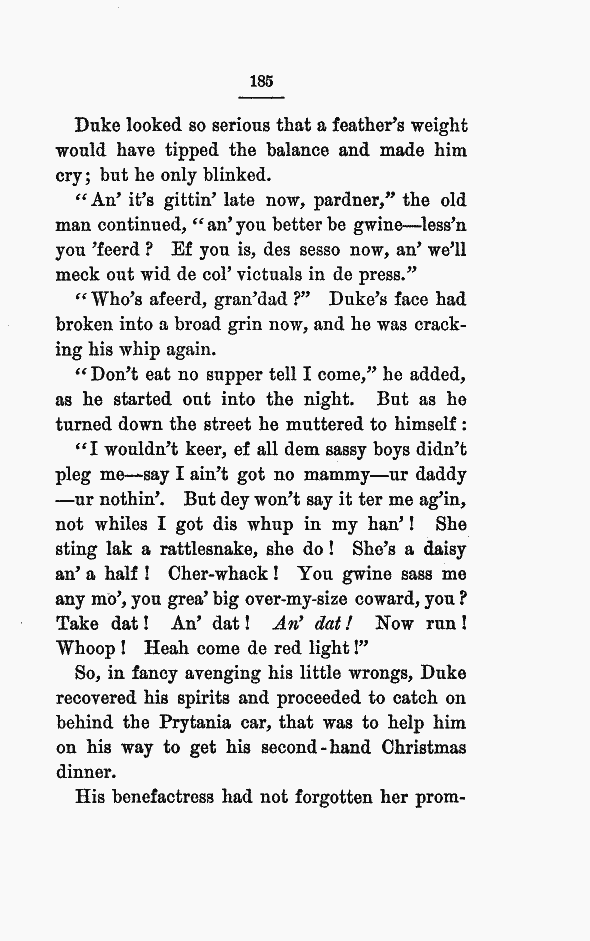 185
Duke looked so serious that a feather's weight
would have tipped the balance and made him
cry; but he only blinked.
"An' it's gittin' late now, pardner," the old
man continued, "an' you better be gwine—less'n
you 'feerd? Ef you is, des sesso now, an' we'll
meck out wid de col' victuals in de press."
"Who's afeerd, gran'dad?" Duke's face had
broken into a broad grin now, and he was crack-
ing his whip again.
"Don't eat no supper tell I come," he added,
as he started out into the night. But as he
turned down the street he muttered to himself:
"I wouldn't keer, ef all dem sassy boys didn't
pleg me—say I ain't got no mammy—ur daddy
—ur nothin'. But dey won't say it ter me ag'in,
not whiles I got dis whup in my han'! She
sting lak a rattlesnake, she do! She's a daisy
an' a half! Cher-whack! You gwine sass me
any mo', you grea' big over-my-size coward, you?
Take dat! An' dat! An' dat! Now run!
Whoop! Heah come de red light!"
So, in fancy avenging his little wrongs, Duke
recovered his spirits and proceeded to catch on
behind the Prytania car, that was to help him
on his way to get his second-hand Christmas
dinner.
His benefactress had not forgotten her prom-